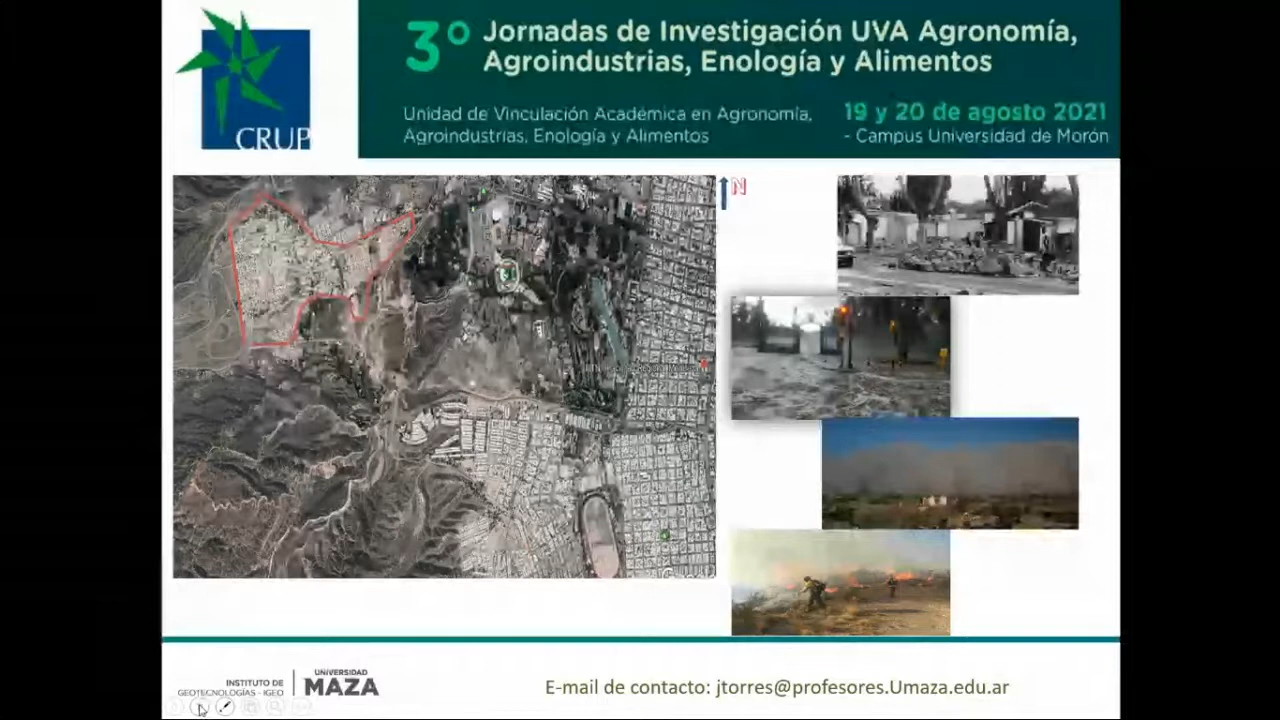 CRUP
3º
Jornadas de Investigación UVA Agronomía,
Agroindustrias, Enología y Alimentos
Unidad de Vinculación Académica en Agronomía,
Agroindustrias, Enología y Alimentos
19 y 20 de agosto 2021
- Campus Universidad de Morón
N
INSTITUTO DE
GEOTECNOLOGÍAS - IGEO
UNIVERSIDAD
MAZA
E-mail de contacto: jtorres@profesores.Umaza.edu.ar